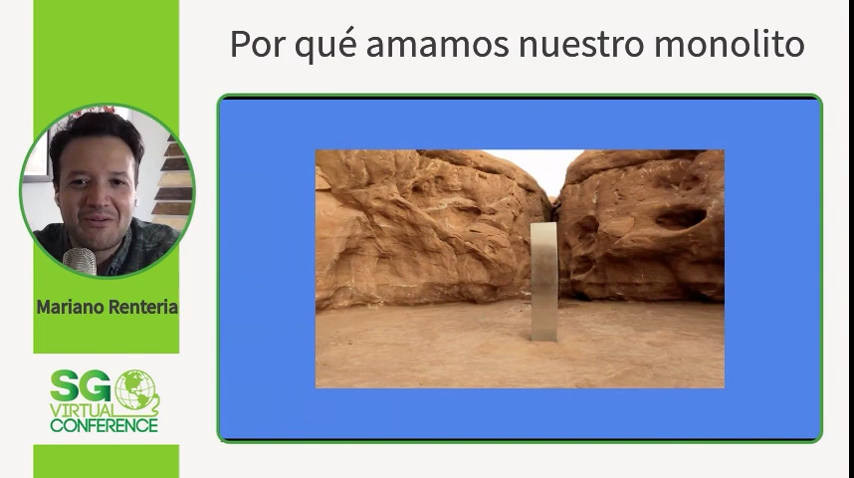 Por qué amamos nuestro monolito
Mariano Renteria
SG
VIRTUAL
CONFERENCE